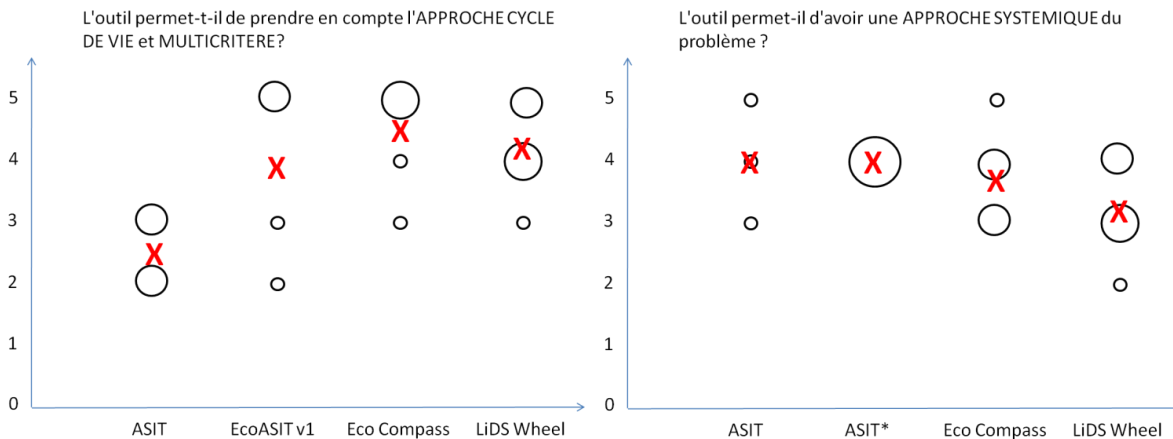 L'outil permet-t-il de prendre en compte l'APPROCHE CYCLE
DE VIE et MULTICRITERE?
5
4
3
2
1
0
X
X
X
X
ASIT EcoASIT v1 Eco Compass LiDS Wheel
L'outil permet-il d'avoir une APPROCHE SYSTEMIQUE du
problème ?
5
4
3
2
1
0
X
X
X
X
ASIT ASIT* Eco Compass LiDS Wheel